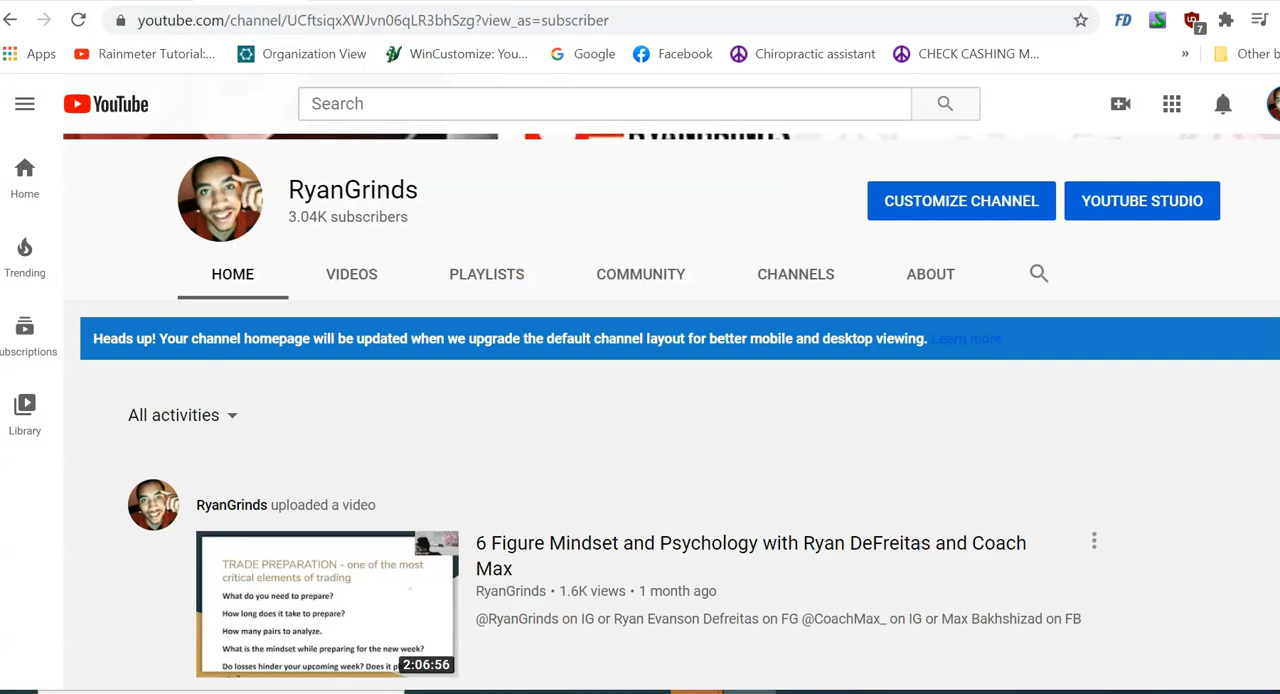 youtube.com/channel/UCftsiqxXWJvn06qLR3bhSzg?view_as=subscriber
FD
7
Apps
Rainmeter Tutorial:...
Organization View
WinCustomize: You...
Google
Facebook
Chiropractic assistant
CHECK CASHING M...
»
Other b
YouTube
Search
RYANGRINDS
Home
Trending
ubscriptions
Library
RyanGrinds
3.04K subscribers
CUSTOMIZE CHANNEL
YOUTUBE STUDIO
HOME
VIDEOS
PLAYLISTS
COMMUNITY
CHANNELS
ABOUT
Heads up! Your channel homepage will be updated when we upgrade the default channel layout for better mobile and desktop viewing. Learn more
All activities
RyanGrinds uploaded a video
TRADE PREPARATION - one of the most
critical elements of trading
What do you need to prepare?
How long does it take to prepare?
How many pairs to analyze.
What is the mindset while preparing for the new week?
Do losses hinder your upcoming week? Does it
2:06:56
6 Figure Mindset and Psychology with Ryan DeFreitas and Coach
Max
RyanGrinds • 1.6K views • 1 month ago
@RyanGrinds on IG or Ryan Evanson Defreitas on FG @CoachMax_ on IG or Max Bakhshizad on FB